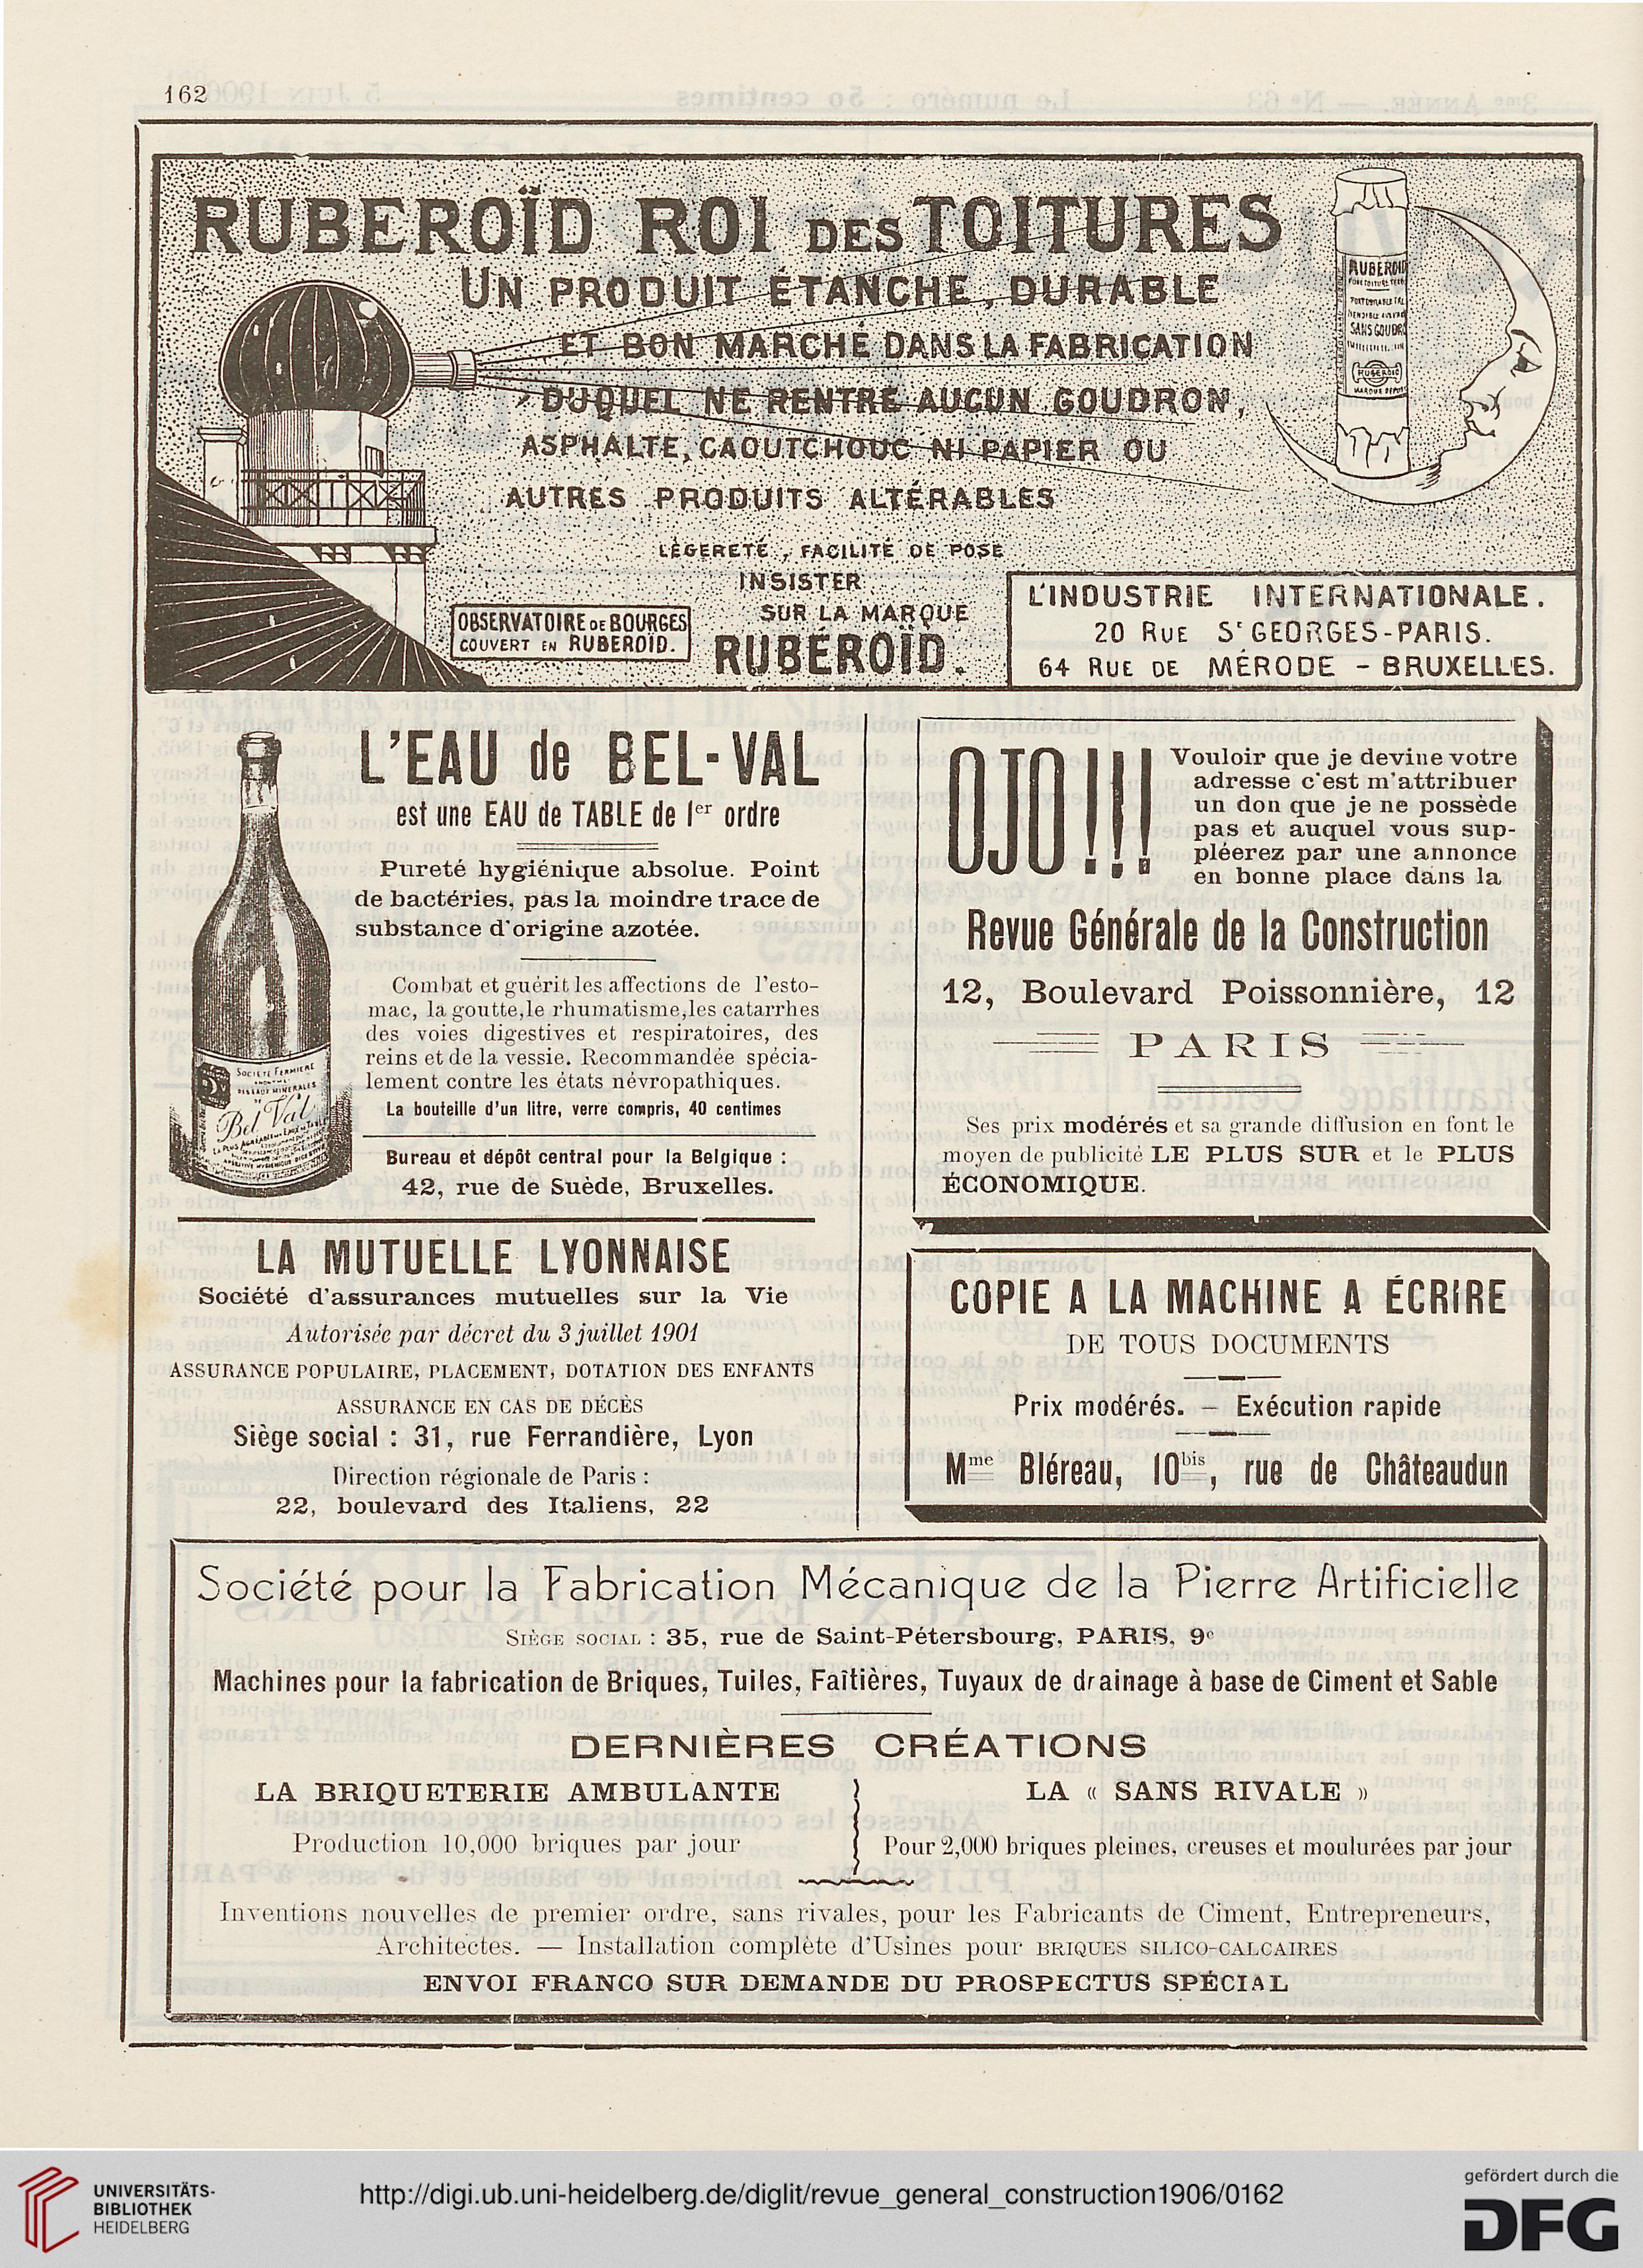 162
RUBEROÏD ROI DES TOITURES
UN PRODUIT ÉTANCHE, DURABLE
ET BON MARCHÉ DANS LA FABRICATION
DUQUEL NE RENTRE AUCUN GOUDRON,
ASPHALTE, CAOUTCHOUC NI PAPIER OU
AUTRES PRODUITS ALTÉRABLES
LÉGERETÉ, FACILITÉ DE POSE
INSISTER
SUR LA MARQUE
RUBÉROÏD.
OBSERVATOIRE DE BOURGES
COUVERT EN RUBEROÏD.
RUBEROID
SANS GOUDR
L'INDUSTRIE INTERNATIONALE.
20 RUE St GEORGES-PARIS.
64 RUE DE MÉRODE - BRUXELLES.
L'EAU de BEL-VAL
est une EAU de TABLE de Ier ordre
Pureté hygiénique absolue. Point
de bactéries, pas la moindre trace de
substance d'origine azotée.
Combat et guérit les affections de l'esto-
mac, la goutte, le rhumatisme, les catarrhes
des voies digestives et respiratoires, des
reins et de la vessie. Recommandée spécia-
lement contre les états névropathiques.
La bouteille d'un litre, verre compris, 40 centimes
Bureau et dépôt central pour la Belgique :
42, rue de Suède, Bruxelles.
SOCIÉTÉ FERMIÈRE
Bel Val
LA MUTUELLE LYONNAISE
Société d'assurances mutuelles sur la Vie
Autorisée par décret du 3 juillet 1901
ASSURANCE POPULAIRE, PLACEMENT, DOTATION DES ENFANTS
ASSURANCE EN CAS DE DÉCÈS
Siège social : 31, rue Ferrandière, Lyon
Direction régionale de Paris :
22, boulevard des Italiens, 22
OJO!!!
Vouloir que je devine votre
adresse c'est m'attribuer
un don que je ne possède
pas et auquel vous sup-
pléerez par une annonce
en bonne place dans la
Revue Générale de la Construction
12, Boulevard Poissonnière, 12
PARIS
Ses prix modérés et sa grande diffusion en font le
moyen de publicité LE PLUS SUR et le PLUS
ÉCONOMIQUE.
COPIE A LA MACHINE A ÉCRIRE
DE TOUS DOCUMENTS
Prix modérés. — Exécution rapide
Mme Bléreau, 10bis, rue de Châteaudun
Société pour la Fabrication Mécanique de la Pierre Artificielle
SIÈGE SOCIAL : 35, rue de Saint-Pétersbourg, PARIS, 9e
Machines pour la fabrication de Briques, Tuiles, Faîtières, Tuyaux de drainage à base de Ciment et Sable
DERNIÈRES CRÉATIONS
LA BRIQUETERIE AMBULANTE
Production 10,000 briques par jour
LA « SANS RIVALE »
Pour 2,000 briques pleines, creuses et moulurées par jour
Inventions nouvelles de premier ordre, sans rivales, pour les Fabricants de Ciment, Entrepreneurs,
Architectes. — Installation complète d'Usines pour BRIQUES SILICO-CALCAIRES
ENVOI FRANCO SUR DEMANDE DU PROSPECTUS SPÉCIAL
UNIVERSITÄTS-
BIBLIOTHEK
HEIDELBERG
http://digi.ub.uni-heidelberg.de/diglit/revue_general_construction1906/0162
gefördert durch die
DFG